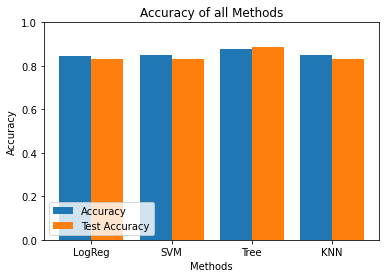 Accuracy of all Methods
1.0
0.8
0.6
0.4
0.2
0.0
Accuracy
Accuracy
Test Accuracy
LogReg SVM Tree KNN
Methods